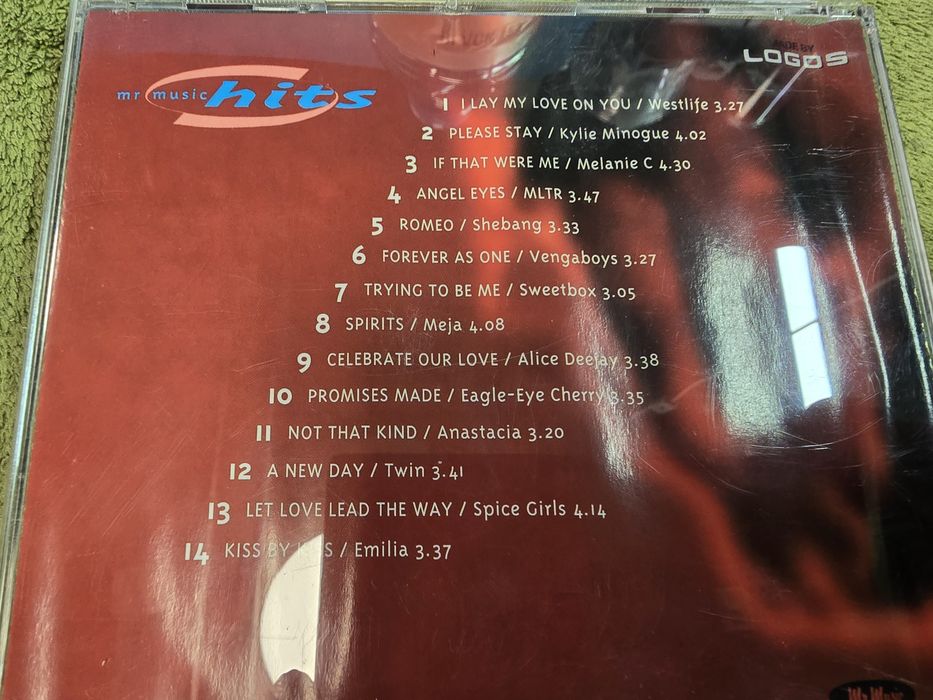 MADE BY
LOGOS
mr music hits
1 I LAY MY LOVE ON YOU / Westlife 3.27
2 PLEASE STAY / Kylie Minogue 4.02
3 IF THAT WERE ME / Melanie C 4.30
4 ANGEL EYES / MLTR 3.47
5 ROMEO / Shebang 3.33
6 FOREVER AS ONE / Vengaboys 3.27
7 TRYING TO BE ME / Sweetbox 3.05
8 SPIRITS / Meja 4.08
9 CELEBRATE OUR LOVE / Alice Deejay 3.38
10 PROMISES MADE / Eagle-Eye Cherry 3.35
11 NOT THAT KIND / Anastacia 3.20
12 A NEW DAY / Twin 3.41
13 LET LOVE LEAD THE WAY / Spice Girls 4.14
14 KISS BY KISS / Emilia 3.37